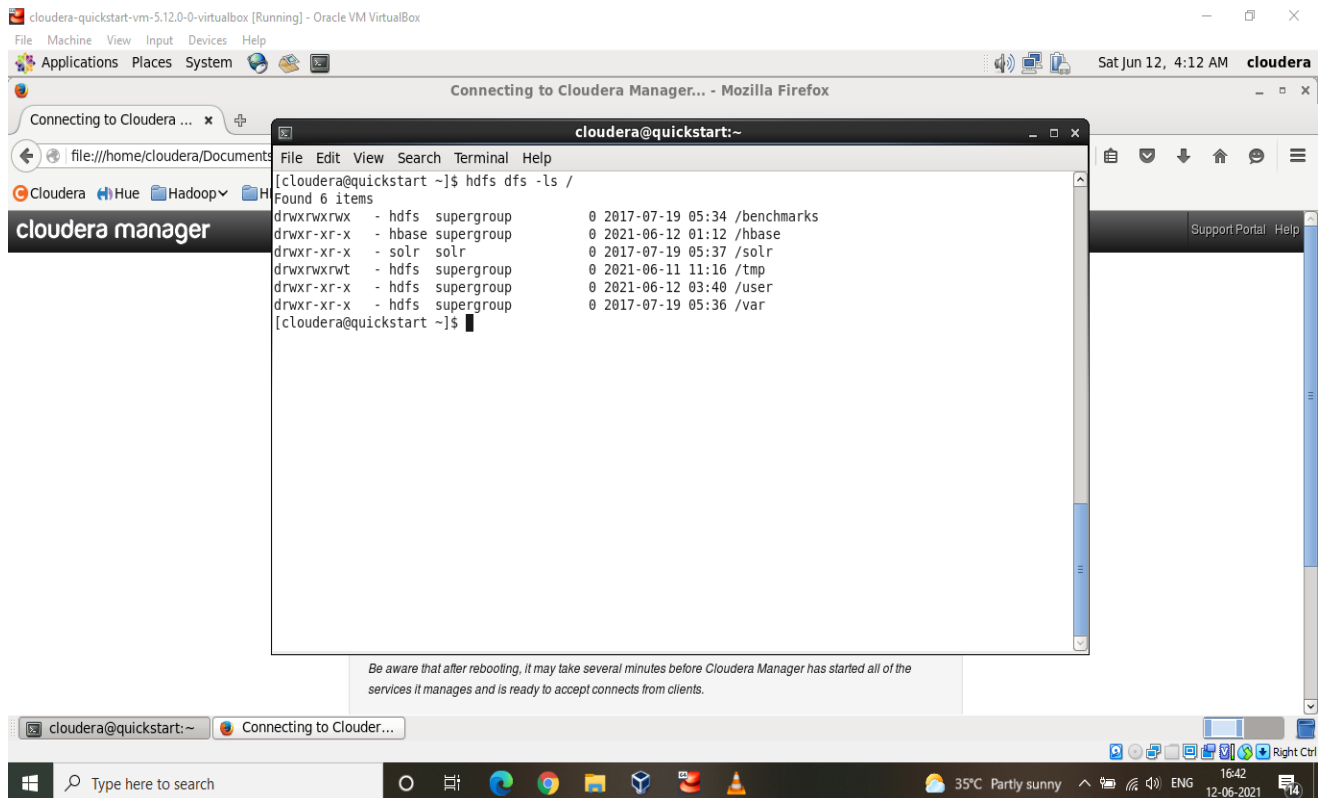 cloudera-quickstart-vm-5.12.0-0-virtualbox [Running] - Oracle VM VirtualBox
File Machine View Input Devices Help
Applications Places System
Sat Jun 12, 4:12 AM cloudera
Connecting to Cloudera Manager... - Mozilla Firefox
Connecting to Cloudera ...
cloudera@quickstart:~
file:///home/cloudera/Documents
File Edit View Search Terminal Help
Cloudera Hue Hadoop
cloudera manager
Support Portal Help
[cloudera@quickstart ~]$ hdfs dfs -ls /
Found 6 items
drwxrwxrwx   - hdfs  supergroup          0 2017-07-19 05:34 /benchmarks
drwxr-xr-x   - hbase supergroup          0 2021-06-12 01:12 /hbase
drwxr-xr-x   - solr  solr                0 2017-07-19 05:37 /solr
drwxrwxrwt   - hdfs  supergroup          0 2021-06-11 11:16 /tmp
drwxr-xr-x   - hdfs  supergroup          0 2021-06-12 03:40 /user
drwxr-xr-x   - hdfs  supergroup          0 2017-07-19 05:36 /var
[cloudera@quickstart ~]$
Be aware that after rebooting, it may take several minutes before Cloudera Manager has started all of the
services it manages and is ready to accept connects from clients.
cloudera@quickstart:~
Connecting to Clouder...
Right Ctrl
Type here to search
35°C Partly sunny
ENG
16:42
12-06-2021
14